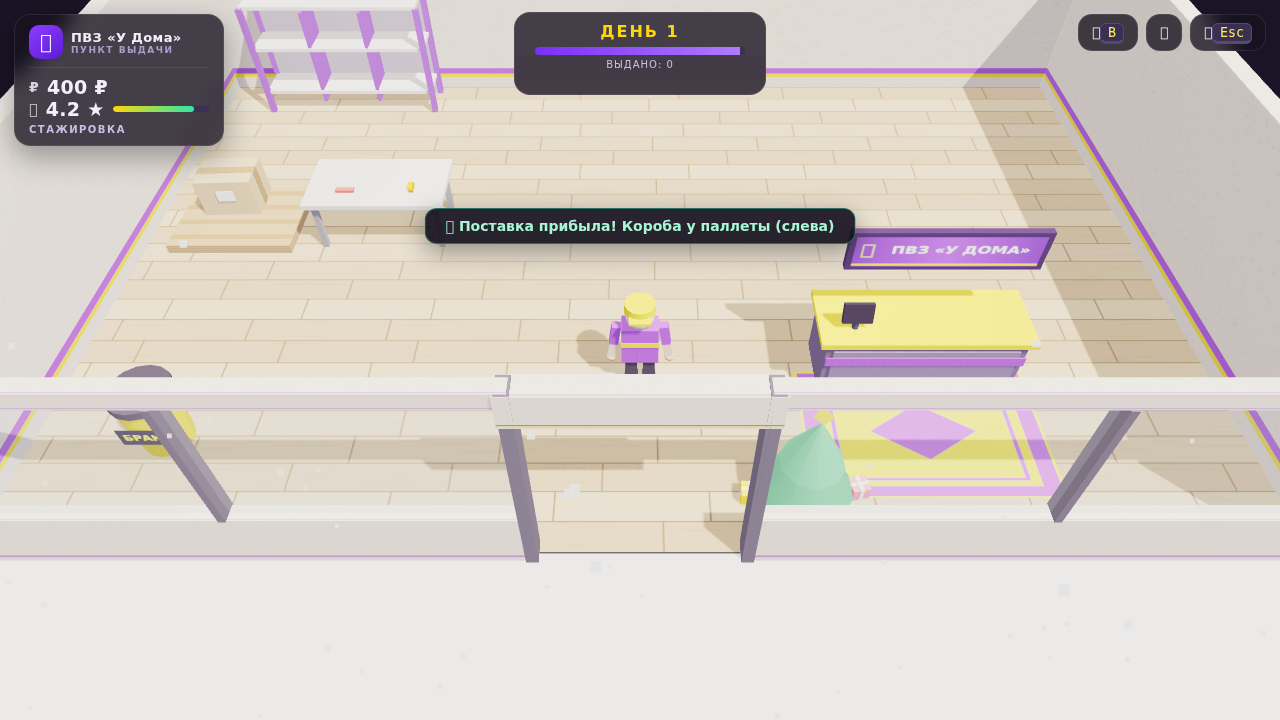 ПВЗ «У Дома»
ПУНКТ ВЫДАЧИ
₽ 400 ₽
4.2 ★
СТАЖИРОВКА
ДЕНЬ 1
ВЫДАНО: 0
B
Esc
Поставка прибыла! Короба у паллеты (слева)
ПВЗ «У ДОМА»
БРАК